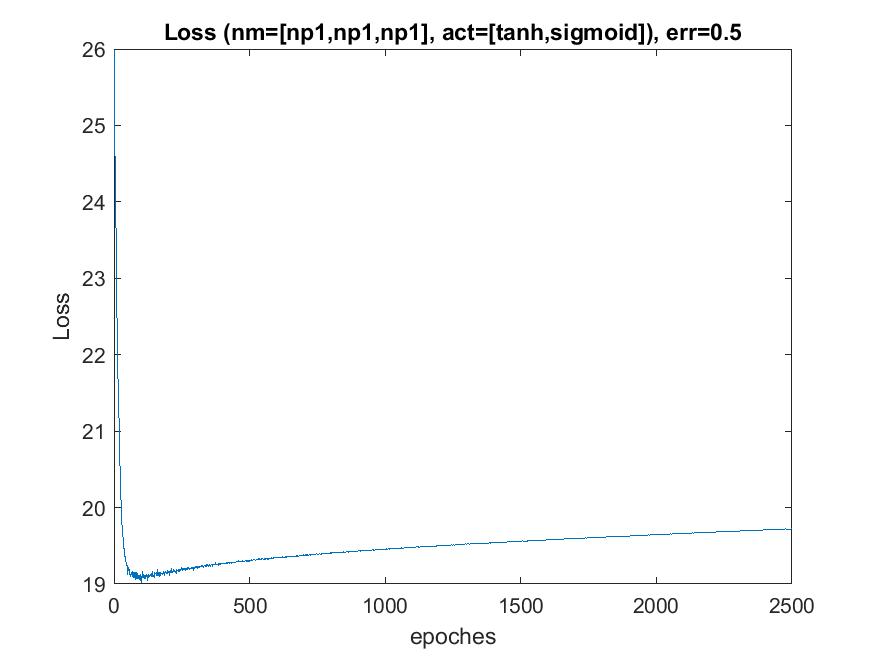 Loss (nm=[np1,np1,np1], act=[tanh,sigmoid]), err=0.5
26
25
24
23
22
21
20
19
Loss
0 500 1000 1500 2000 2500
epoches